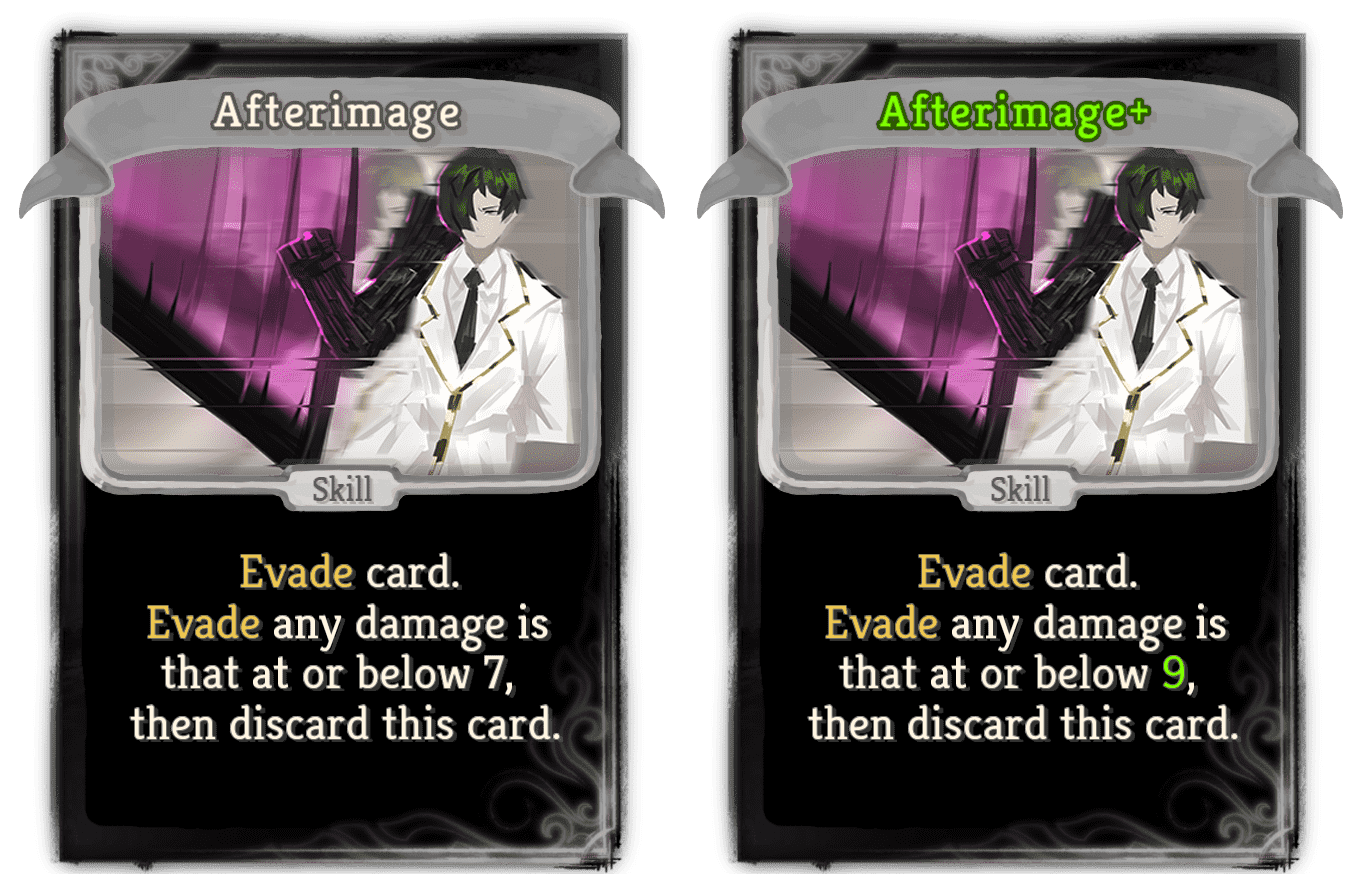 Afterimage
Skill
Evade card.
Evade any damage is
that at or below 7,
then discard this card.
Afterimage+
Skill
Evade card.
Evade any damage is
that at or below 9,
then discard this card.